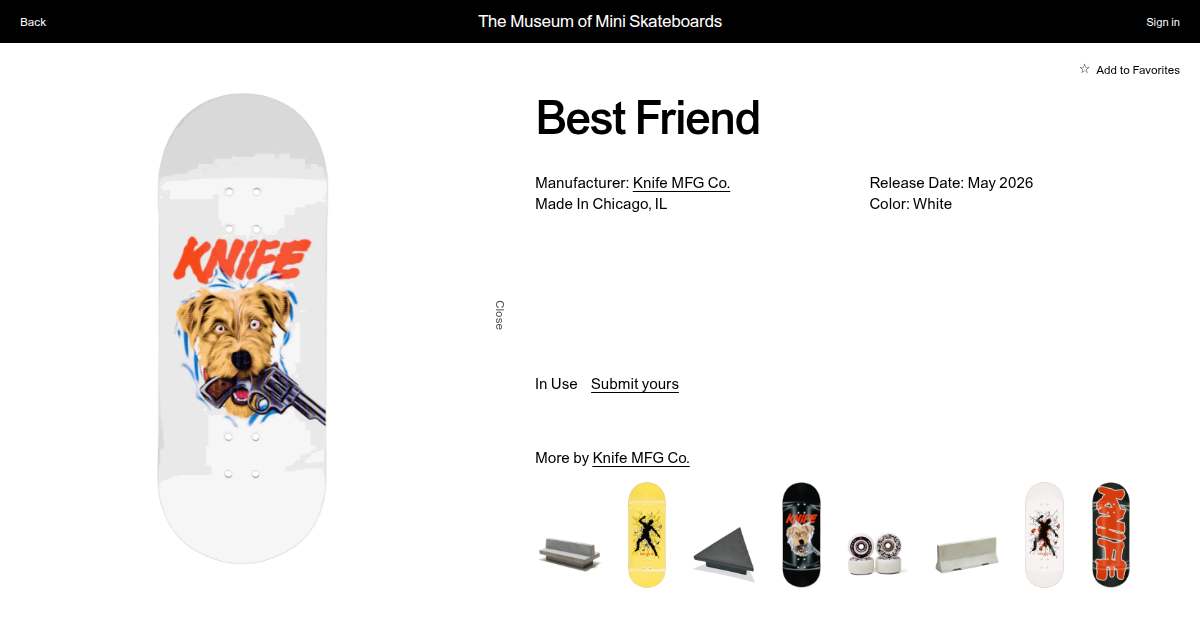 Back
The Museum of Mini Skateboards
Sign in
☆ Add to Favorites
Best Friend
Manufacturer: Knife MFG Co.
Made In Chicago, IL
Release Date: May 2026
Color: White
KNIFE
Close
In Use Submit yours
More by Knife MFG Co.
KNIFE
KNIFE